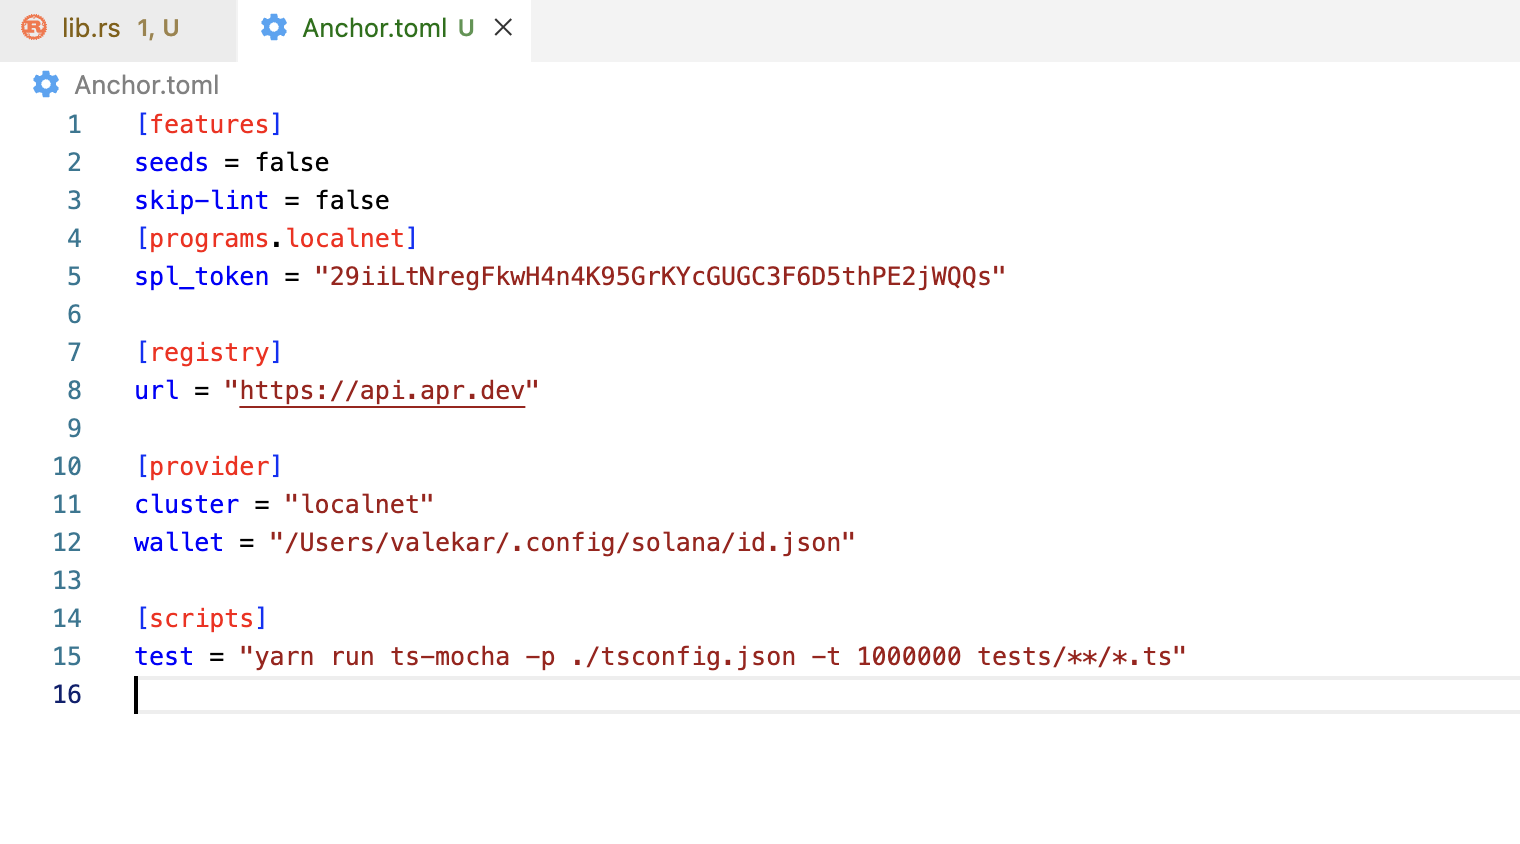 lib.rs 1, U Anchor.toml U
Anchor.toml
1 [features]
2 seeds = false
3 skip-lint = false
4 [programs.localnet]
5 spl_token = "29iiLtNregFkwH4n4K95GrKYcGUGC3F6D5thPE2jWQQs"
6
7 [registry]
8 url = "https://api.apr.dev"
9
10 [provider]
11 cluster = "localnet"
12 wallet = "/Users/valekar/.config/solana/id.json"
13
14 [scripts]
15 test = "yarn run ts-mocha -p ./tsconfig.json -t 1000000 tests/**/*.ts"
16